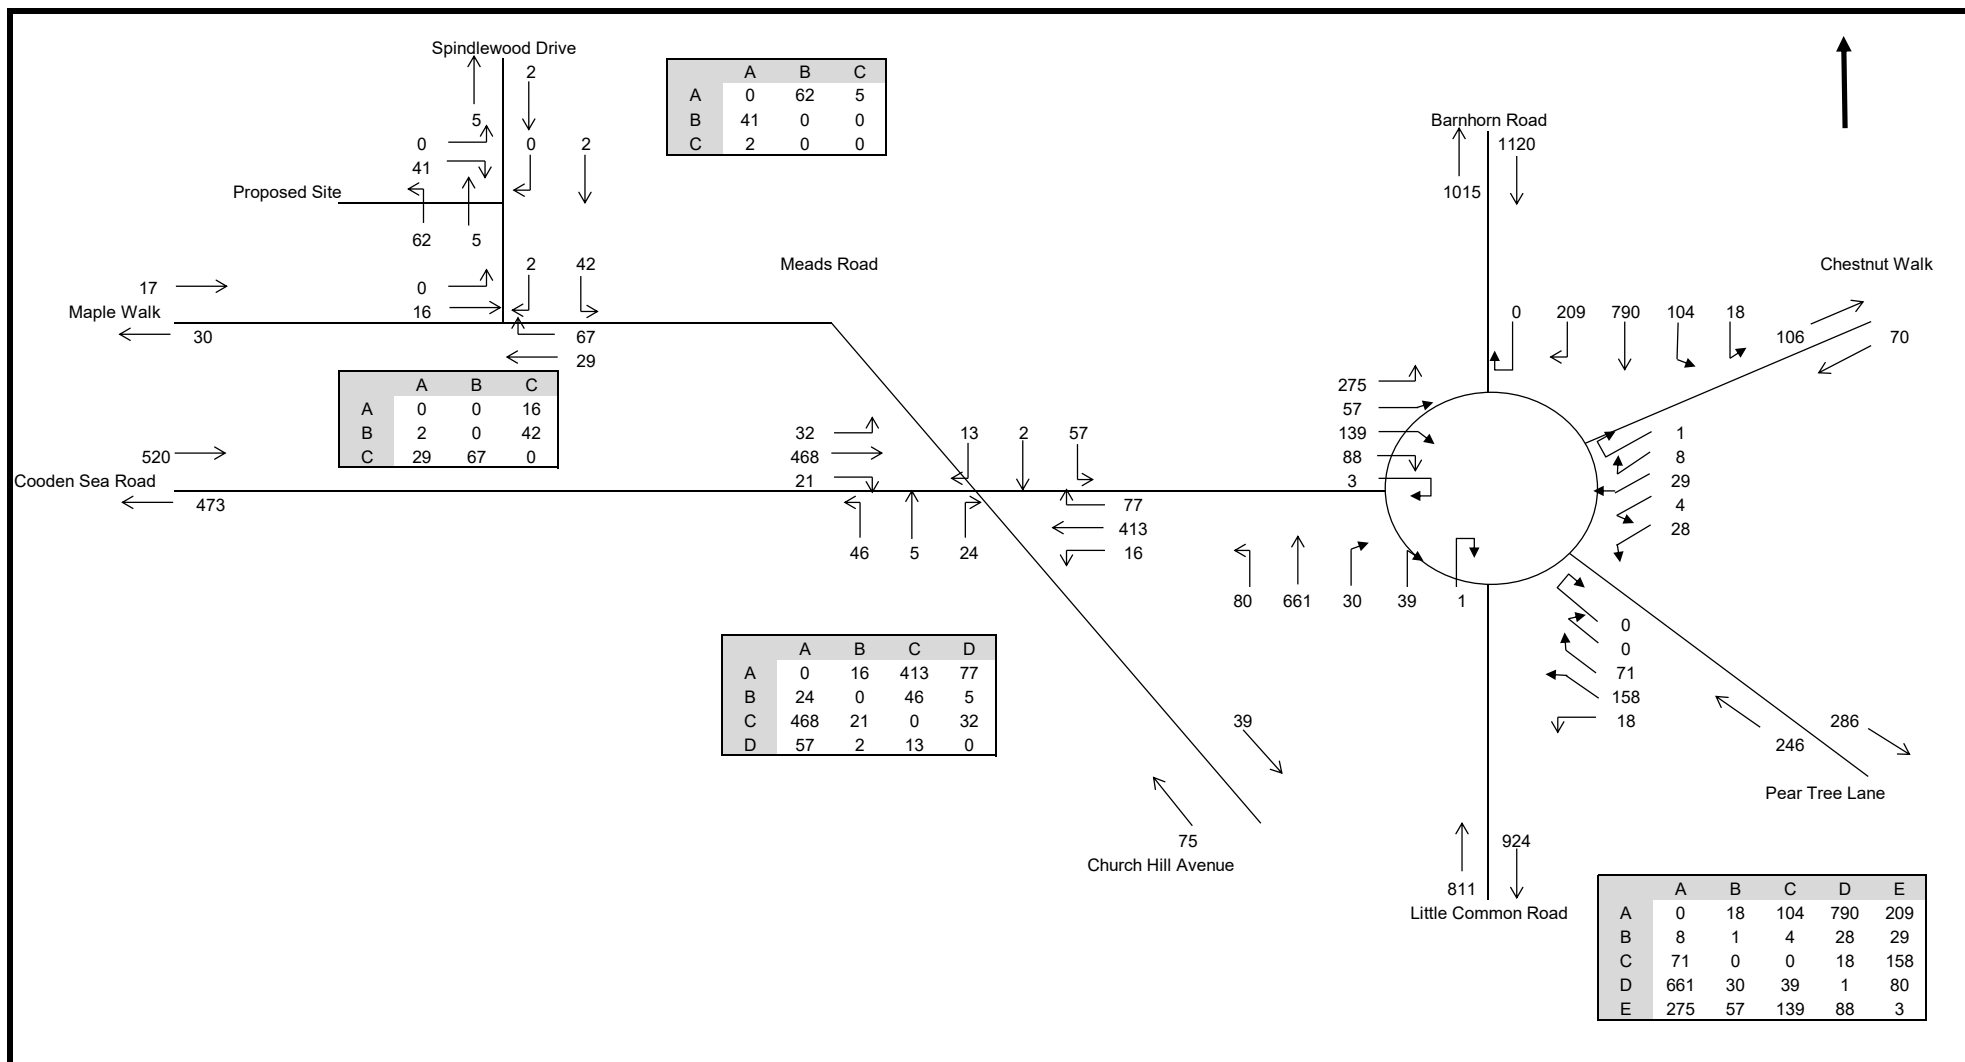 Spindlewood Drive
2
5
0 0 2
41
Proposed Site
62 5
A B C
A 0 62 5
B 41 0 0
C 2 0 0
Barnhorn Road
1120
1015
Meads Road
Chestnut Walk
17
Maple Walk
30
0
16
2 42
67
29
A B C
A 0 0 16
B 2 0 42
C 29 67 0
0 209 790 104 18
106 70
275
57
139
88
3
1
8
29
4
28
520
Cooden Sea Road
473
32
468
21
13 2 57
77
413
16
46 5 24
80 661 30 39 1
0
0
71
158
18
A B C D
A 0 16 413 77
B 24 0 46 5
C 468 21 0 32
D 57 2 13 0
39
75
Church Hill Avenue
286
246
Pear Tree Lane
924
811
Little Common Road
A B C D E
A 0 18 104 790 209
B 8 1 4 28 29
C 71 0 0 18 158
D 661 30 39 1 80
E 275 57 139 88 3